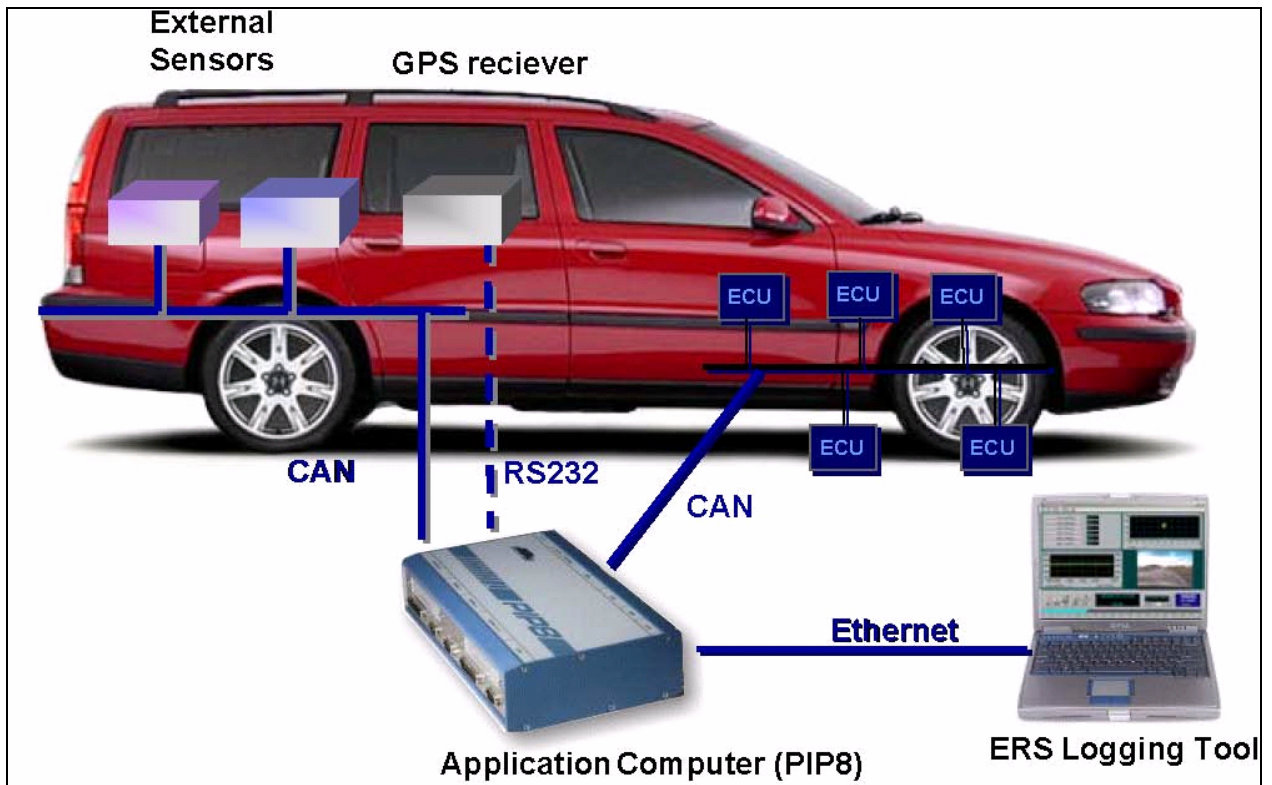 External
Sensors
GPS reciever
ECU
ECU
ECU
ECU
ECU
CAN
RS232
CAN
PIP8
Ethernet
Application Computer (PIP8)
ERS Logging Tool